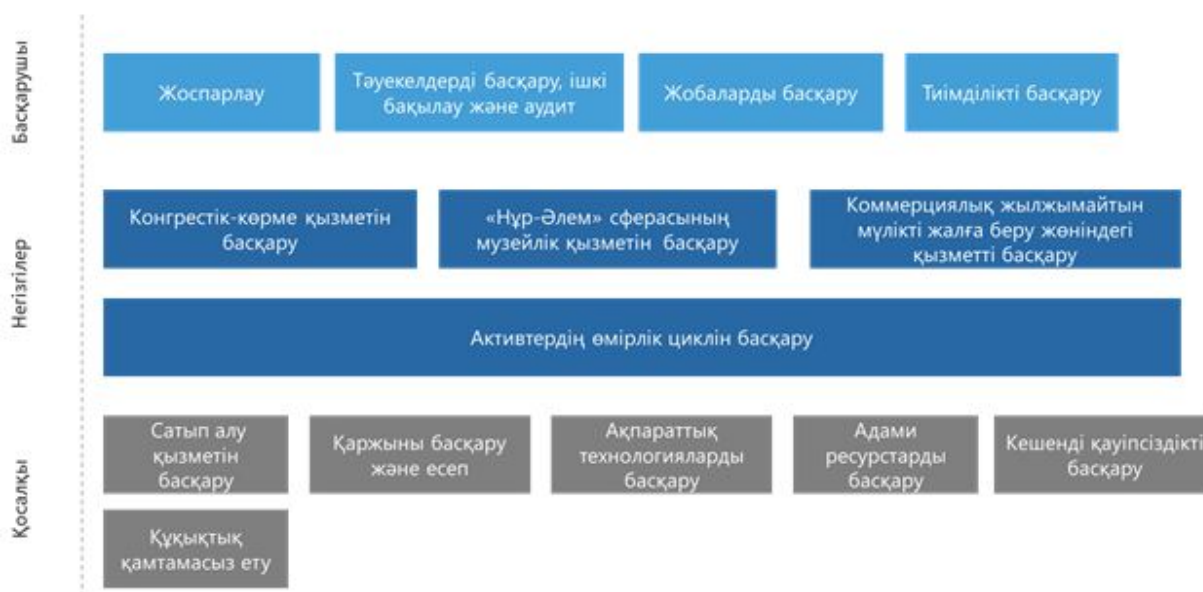 Басқарушы
Жоспарлау
Тәуекелдерді басқару, ішкі
бақылау және аудит
Жобаларды басқару
Тиімділікті басқару
Негізгілер
Конгрестік-көрме қызметін
басқару
«Нұр-Әлем» сферасының
музейлік қызметін басқару
Коммерциялық жылжымайтын
мүлікті жалға беру жөніндегі
қызметті басқару
Активтердің өмірлік циклін басқару
Қосалқы
Сатып алу
қызметін
басқару
Қаржыны басқару
және есеп
Ақпараттық
технологияларды
басқару
Адами
ресурстарды
басқару
Кешенді қауіпсіздікті
басқару
Құқықтық
қамтамасыз ету